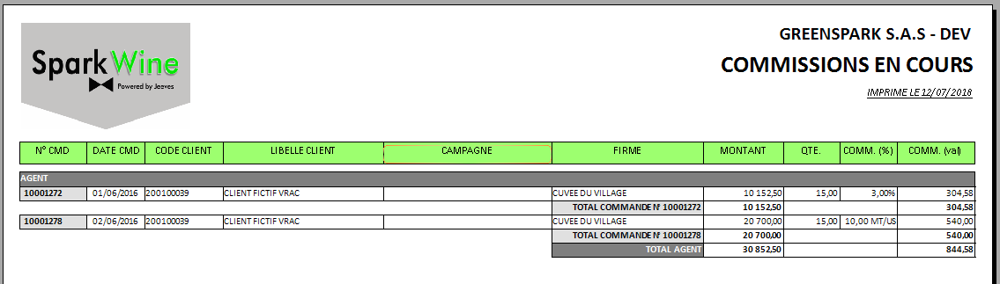 GREENSPARK S.A.S - DEV
COMMISSIONS EN COURS
IMPRIME LE 12/07/2018
SparkWine
Powered by Jeeves
N° CMD DATE CMD CODE CLIENT LIBELLE CLIENT CAMPAGNE FIRME MONTANT QTE. COMM. (%) COMM. (val)
AGENT
10001272 01/06/2016 200100039 CLIENT FICTIF VRAC CUVEE DU VILLAGE 10 152,50 15,00 3,00% 304,58
TOTAL COMMANDE N° 10001272 10 152,50 304,58
10001278 02/06/2016 200100039 CLIENT FICTIF VRAC CUVEE DU VILLAGE 20 700,00 15,00 10,00 MT/US 540,00
TOTAL COMMANDE N° 10001278 20 700,00 540,00
TOTAL AGENT 30 852,50 844,58